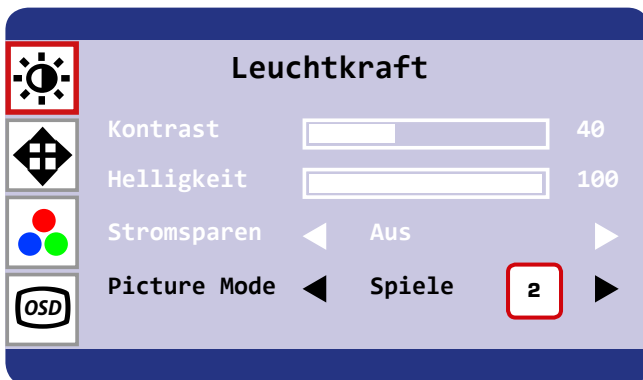 Leuchtkraft
Kontrast 40
Helligkeit 100
Stromsparen Aus
Picture Mode Spiele 2
OSD